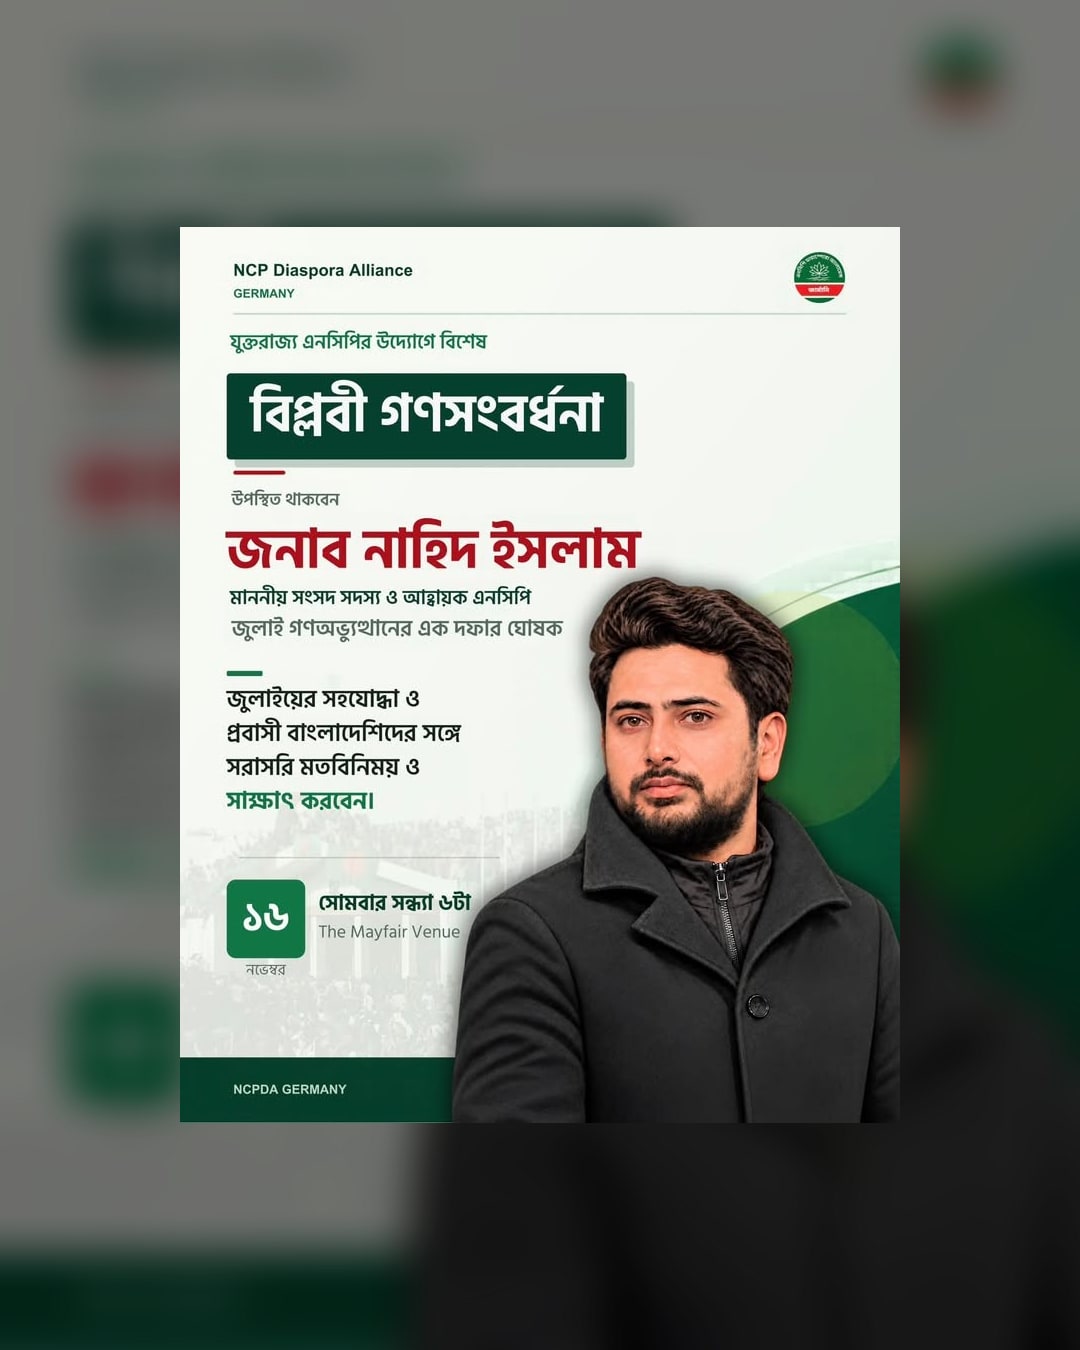 NCP Diaspora Alliance
GERMANY
জার্মানি
যুক্তরাজ্য এনসিপির উদ্যোগে বিশেষ
বিপ্লবী গণসংবর্ধনা
উপস্থিত থাকবেন
জনাব নাহিদ ইসলাম
মাননীয় সংসদ সদস্য ও আহ্বায়ক এনসিপি
জুলাই গণঅভ্যুত্থানের এক দফার ঘোষক
জুলাইয়ের সহযোদ্ধা ও
প্রবাসী বাংলাদেশিদের সঙ্গে
সরাসরি মতবিনিময় ও
সাক্ষাৎ করবেন।
১৬
নভেম্বর
সোমবার সন্ধ্যা ৬টা
The Mayfair Venue
NCPDA GERMANY